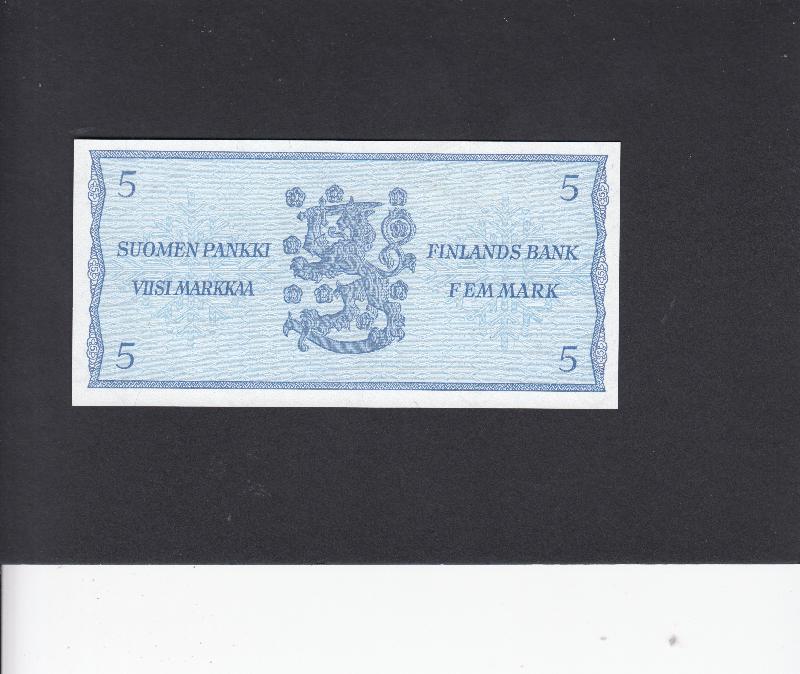 5
5
SUOMEN PANKKI
FINLANDS BANK
VIISI MARKKAA
FEM MARK
5
5